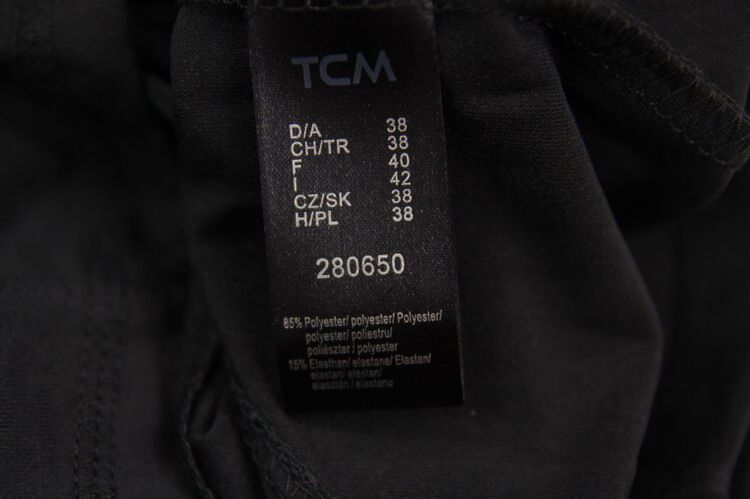 TCM
D/A 38
CH/TR 38
F 40
I 42
CZ/SK 38
H/PL 38
280650
85% Polyester/ polyester/ Polyester/
polyester/ poliestru/
poliészter / polyester
15% Elasthan/ elastane/ Elastan/
elastan/ elastan/
elasztán / elastanu